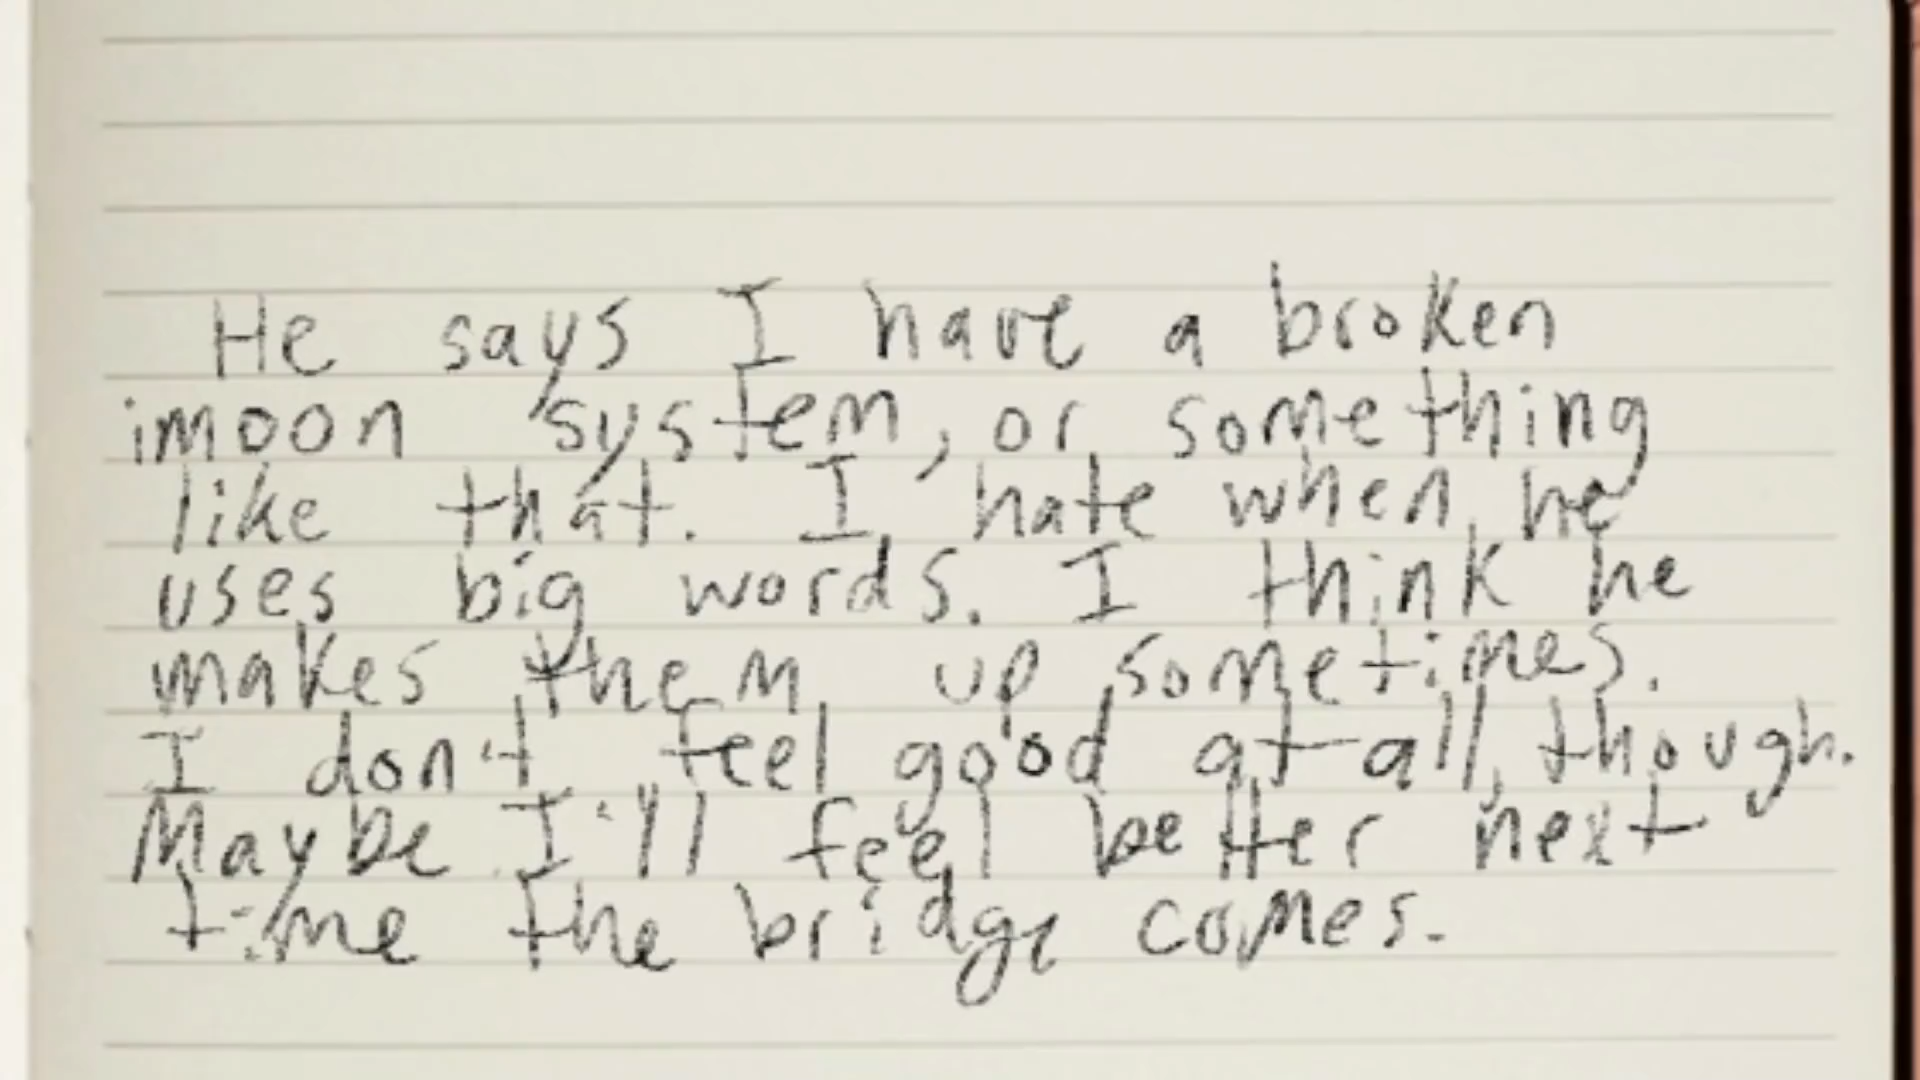 He says I have a broken
imoon system, or something
like that. I hate when he
uses big words. I think he
makes them up sometimes.
I don't feel good at all, though.
Maybe I'll feel better next
time the bridge comes.